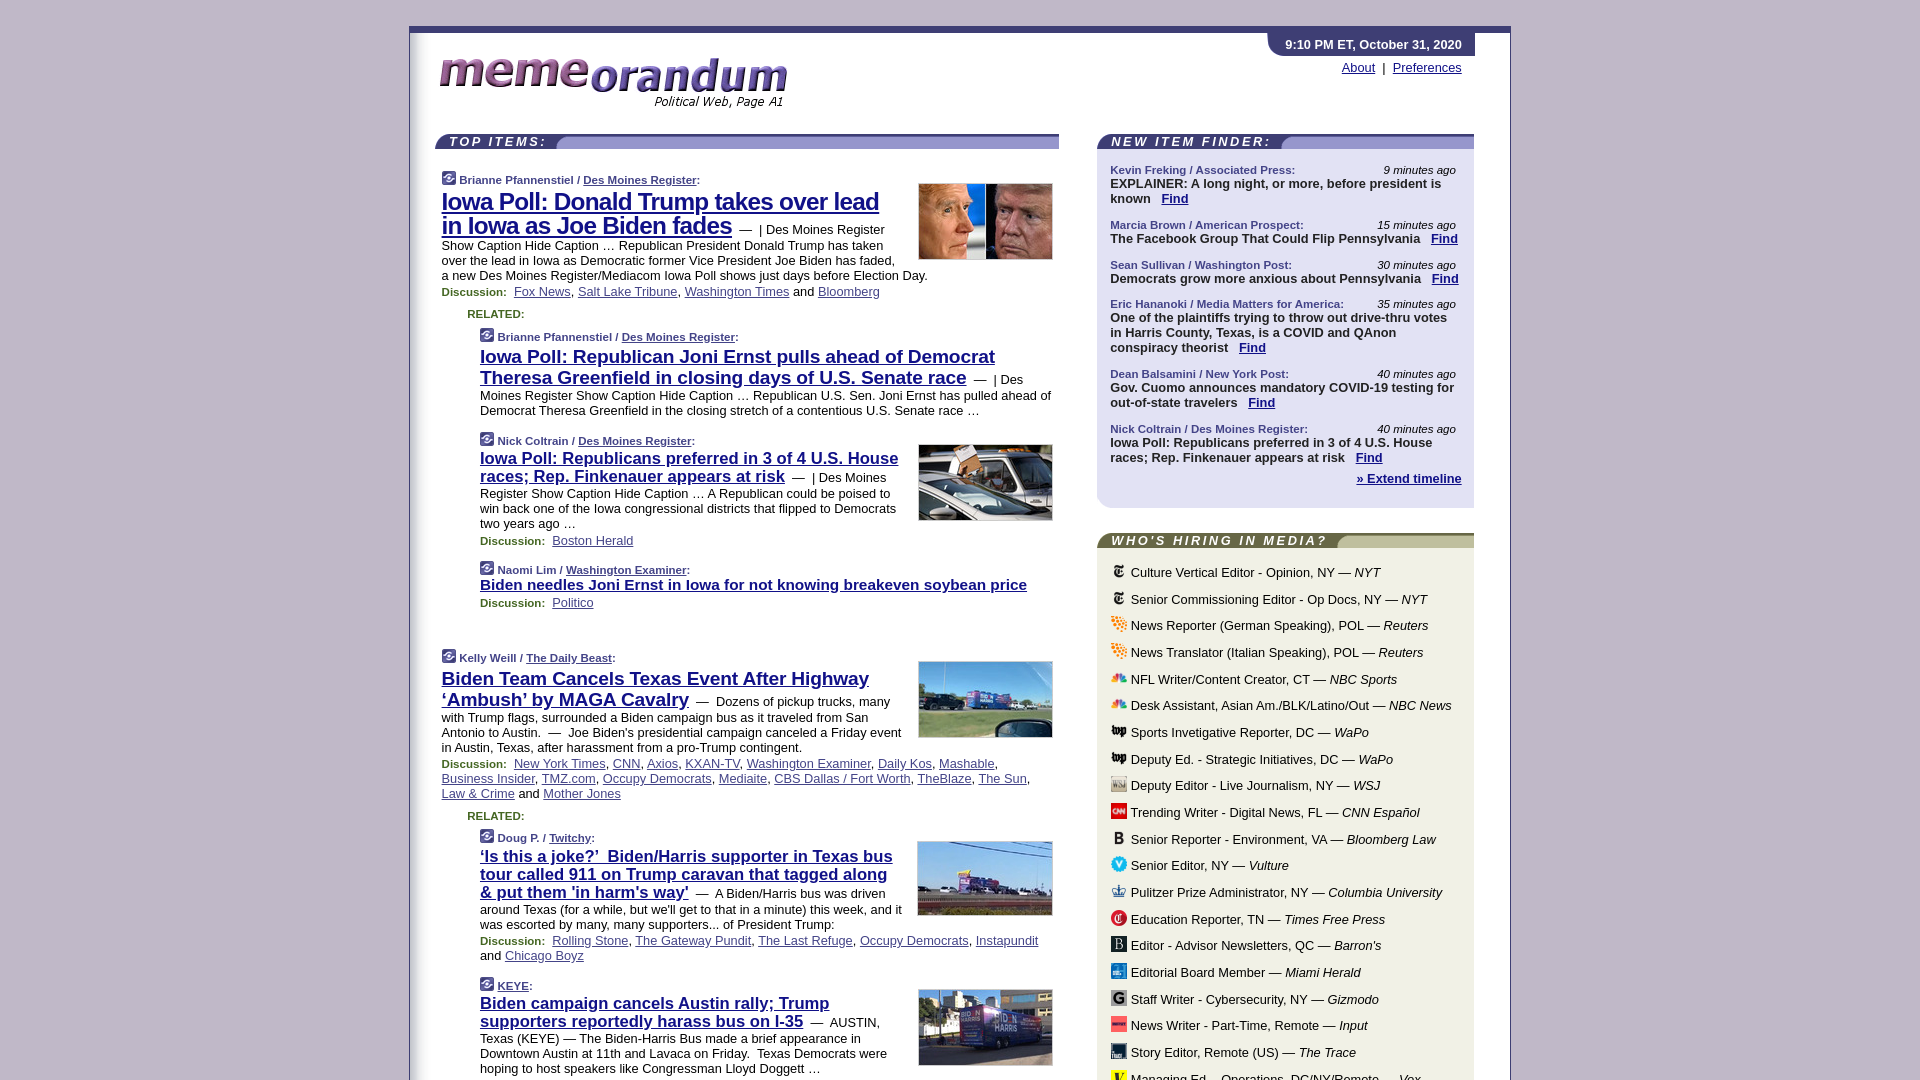 memeorandum
Political Web, Page A1
9:10 PM ET, October 31, 2020
About | Preferences
TOP ITEMS:
Brianne Pfannenstiel / Des Moines Register:
Iowa Poll: Donald Trump takes over lead
in Iowa as Joe Biden fades — | Des Moines Register
Show Caption Hide Caption … Republican President Donald Trump has taken
over the lead in Iowa as Democratic former Vice President Joe Biden has faded,
a new Des Moines Register/Mediacom Iowa Poll shows just days before Election Day.
Discussion: Fox News, Salt Lake Tribune, Washington Times and Bloomberg
RELATED:
Brianne Pfannenstiel / Des Moines Register:
Iowa Poll: Republican Joni Ernst pulls ahead of Democrat
Theresa Greenfield in closing days of U.S. Senate race — | Des
Moines Register Show Caption Hide Caption … Republican U.S. Sen. Joni Ernst has pulled ahead of
Democrat Theresa Greenfield in the closing stretch of a contentious U.S. Senate race …
Nick Coltrain / Des Moines Register:
Iowa Poll: Republicans preferred in 3 of 4 U.S. House
races; Rep. Finkenauer appears at risk — | Des Moines
Register Show Caption Hide Caption … A Republican could be poised to
win back one of the Iowa congressional districts that flipped to Democrats
two years ago …
Discussion: Boston Herald
Naomi Lim / Washington Examiner:
Biden needles Joni Ernst in Iowa for not knowing breakeven soybean price
Discussion: Politico
Kelly Weill / The Daily Beast:
Biden Team Cancels Texas Event After Highway
‘Ambush’ by MAGA Cavalry — Dozens of pickup trucks, many
with Trump flags, surrounded a Biden campaign bus as it traveled from San
Antonio to Austin. — Joe Biden's presidential campaign canceled a Friday event
in Austin, Texas, after harassment from a pro-Trump contingent.
Discussion: New York Times, CNN, Axios, KXAN-TV, Washington Examiner, Daily Kos, Mashable,
Business Insider, TMZ.com, Occupy Democrats, Mediaite, CBS Dallas / Fort Worth, TheBlaze, The Sun,
Law & Crime and Mother Jones
RELATED:
Doug P. / Twitchy:
‘Is this a joke?’ Biden/Harris supporter in Texas bus
tour called 911 on Trump caravan that tagged along
& put them 'in harm's way' — A Biden/Harris bus was driven
around Texas (for a while, but we'll get to that in a minute) this week, and it
was escorted by many, many supporters... of President Trump:
Discussion: Rolling Stone, The Gateway Pundit, The Last Refuge, Occupy Democrats, Instapundit
and Chicago Boyz
KEYE:
Biden campaign cancels Austin rally; Trump
supporters reportedly harass bus on I-35 — AUSTIN,
Texas (KEYE) — The Biden-Harris Bus made a brief appearance in
Downtown Austin at 11th and Lavaca on Friday. Texas Democrats were
hoping to host speakers like Congressman Lloyd Doggett …
NEW ITEM FINDER:
Kevin Freking / Associated Press: 9 minutes ago
EXPLAINER: A long night, or more, before president is
known Find
Marcia Brown / American Prospect: 15 minutes ago
The Facebook Group That Could Flip Pennsylvania Find
Sean Sullivan / Washington Post: 30 minutes ago
Democrats grow more anxious about Pennsylvania Find
Eric Hananoki / Media Matters for America: 35 minutes ago
One of the plaintiffs trying to throw out drive-thru votes
in Harris County, Texas, is a COVID and QAnon
conspiracy theorist Find
Dean Balsamini / New York Post: 40 minutes ago
Gov. Cuomo announces mandatory COVID-19 testing for
out-of-state travelers Find
Nick Coltrain / Des Moines Register: 40 minutes ago
Iowa Poll: Republicans preferred in 3 of 4 U.S. House
races; Rep. Finkenauer appears at risk Find
» Extend timeline
WHO'S HIRING IN MEDIA?
Culture Vertical Editor - Opinion, NY — NYT
Senior Commissioning Editor - Op Docs, NY — NYT
News Reporter (German Speaking), POL — Reuters
News Translator (Italian Speaking), POL — Reuters
NFL Writer/Content Creator, CT — NBC Sports
Desk Assistant, Asian Am./BLK/Latino/Out — NBC News
Sports Invetigative Reporter, DC — WaPo
Deputy Ed. - Strategic Initiatives, DC — WaPo
Deputy Editor - Live Journalism, NY — WSJ
Trending Writer - Digital News, FL — CNN Español
Senior Reporter - Environment, VA — Bloomberg Law
Senior Editor, NY — Vulture
Pulitzer Prize Administrator, NY — Columbia University
Education Reporter, TN — Times Free Press
Editor - Advisor Newsletters, QC — Barron's
Editorial Board Member — Miami Herald
Staff Writer - Cybersecurity, NY — Gizmodo
News Writer - Part-Time, Remote — Input
Story Editor, Remote (US) — The Trace
Managing Ed. - Operations, DC/NY/Remote — Vox